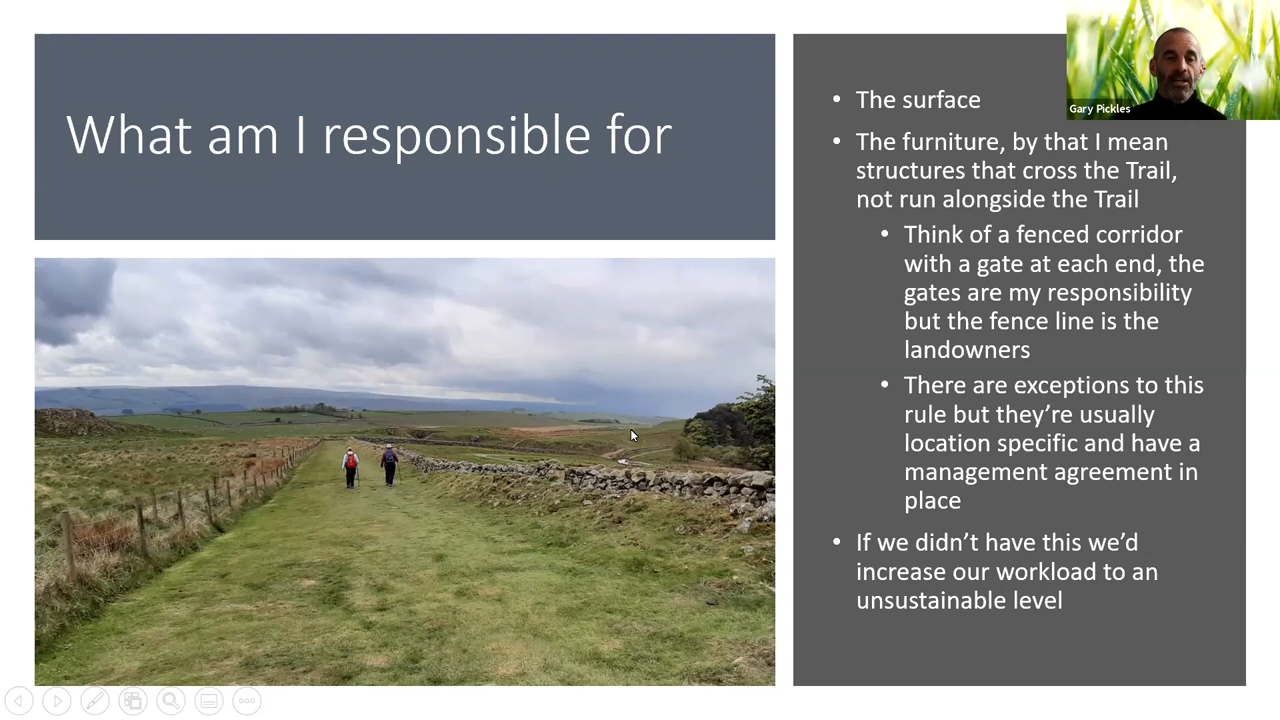 What am I responsible for
Gary Pickles
• The surface
• The furniture, by that I mean
structures that cross the Trail,
not run alongside the Trail
• Think of a fenced corridor
with a gate at each end, the
gates are my responsibility
but the fence line is the
landowners
• There are exceptions to this
rule but they’re usually
location specific and have a
management agreement in
place
• If we didn’t have this we’d
increase our workload to an
unsustainable level